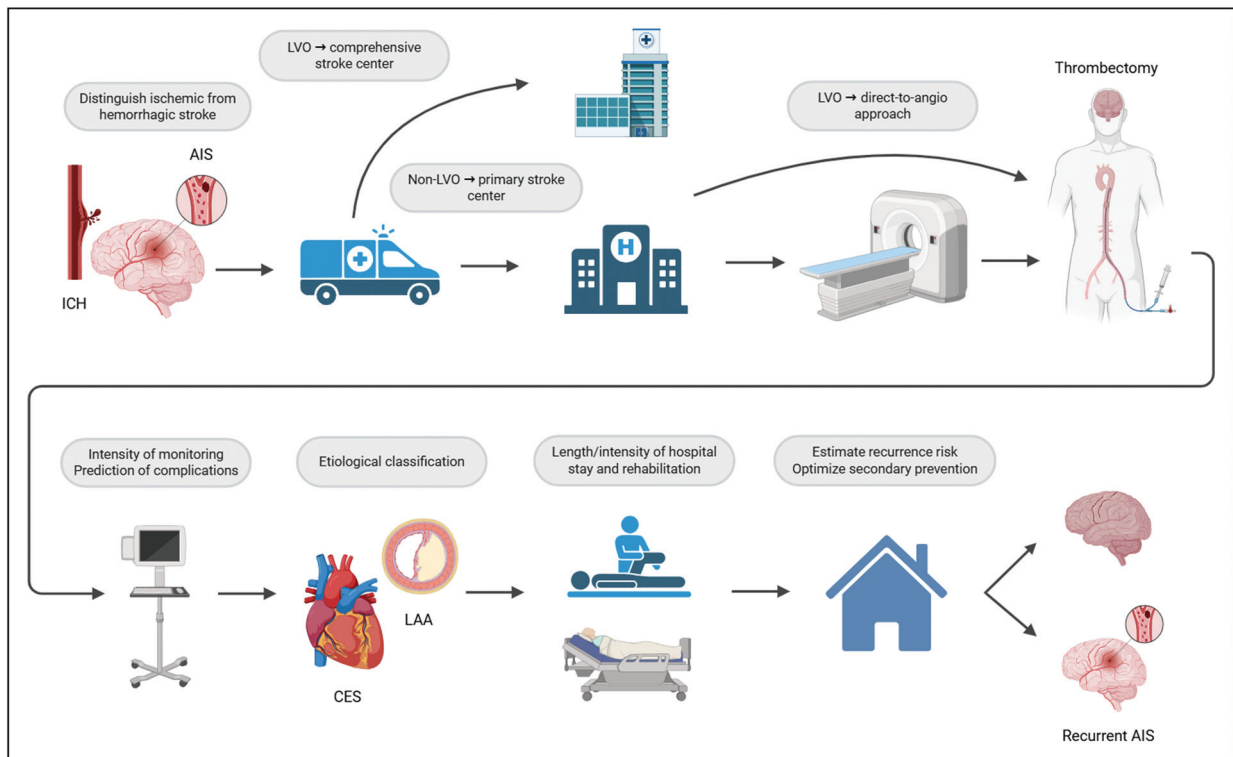 LVO → comprehensive
stroke center
Thrombectomy
Distinguish ischemic from
hemorrhagic stroke
LVO → direct-to-angio
approach
AIS
Non-LVO → primary stroke
center
H
ICH
Intensity of monitoring
Prediction of complications
Etiological classification
Length/intensity of hospital
stay and rehabilitation
Estimate recurrence risk
Optimize secondary prevention
LAA
CES
Recurrent AIS